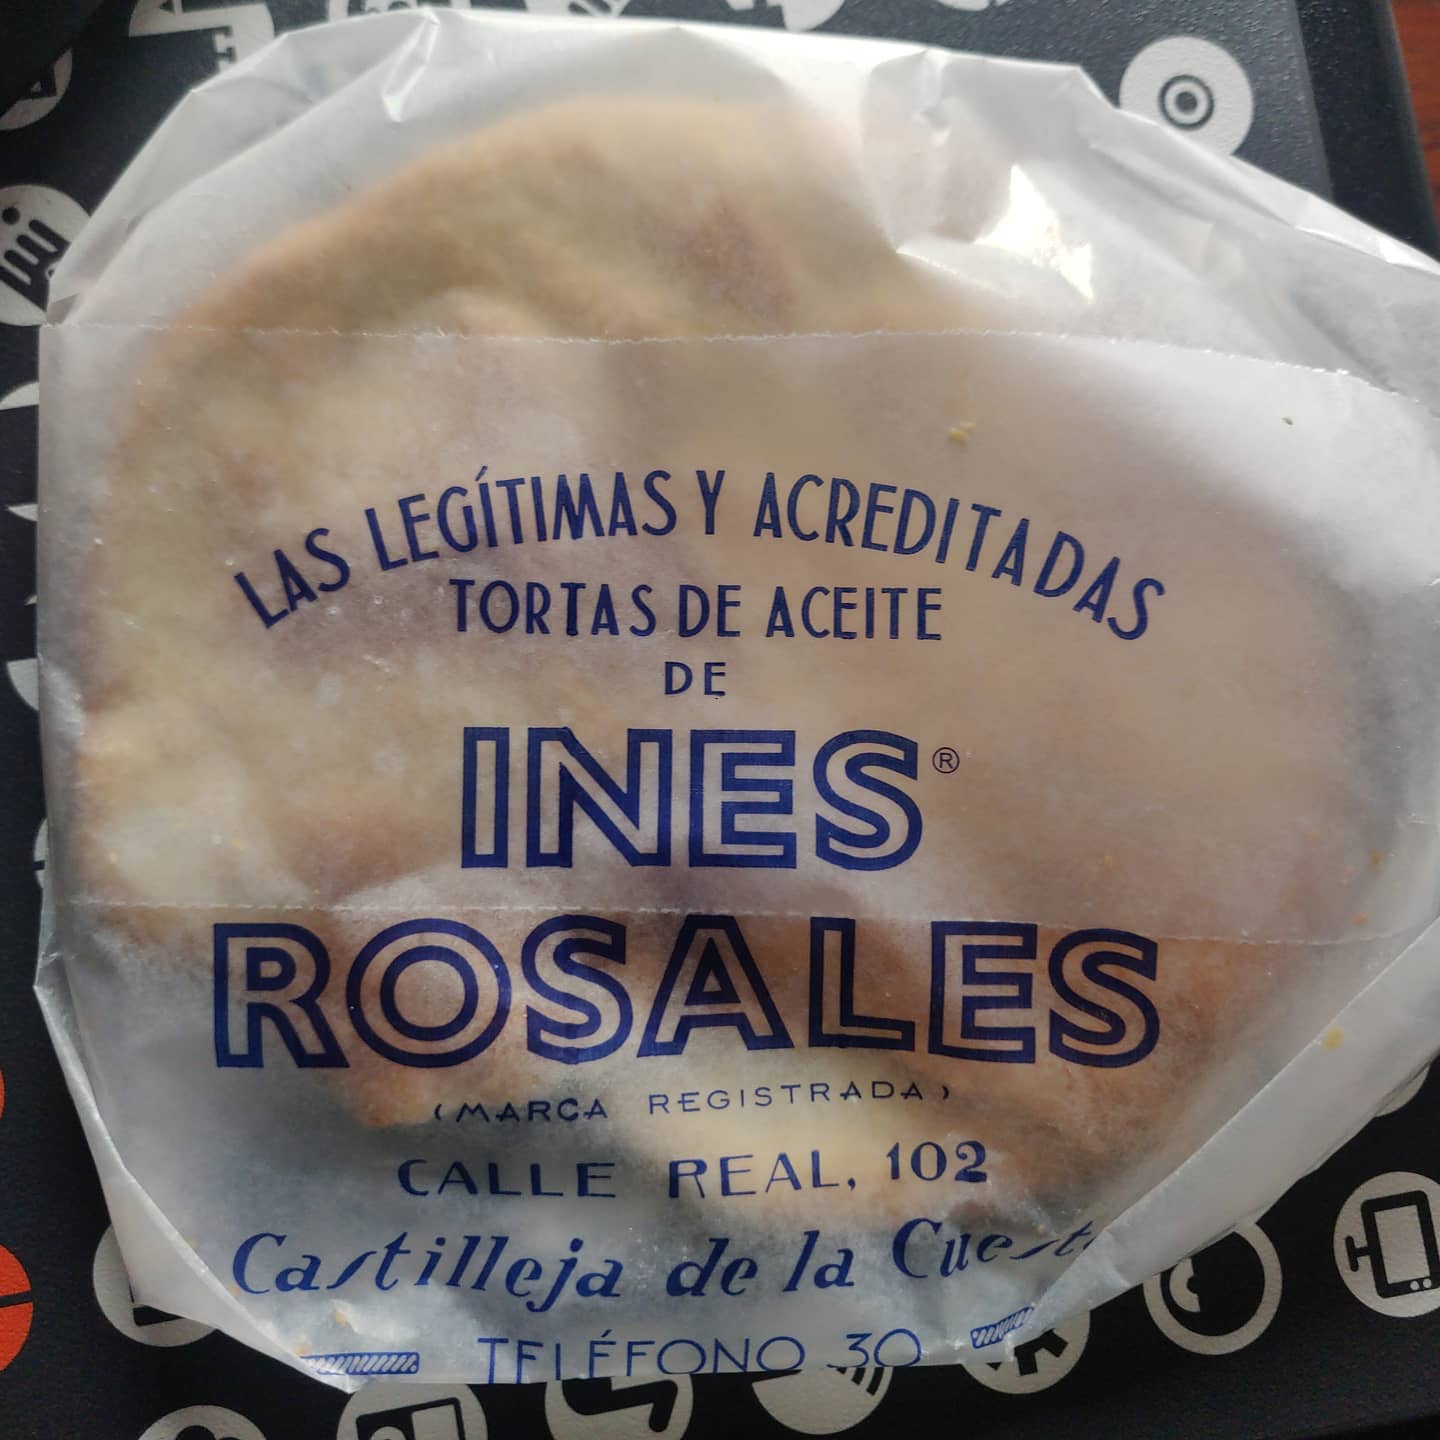 LAS LEGÍTIMAS Y ACREDITADAS
TORTAS DE ACEITE
DE
INES®
ROSALES
(MARCA REGISTRADA)
CALLE REAL, 102
Castilleja de la Cuest
TELÉFONO 30